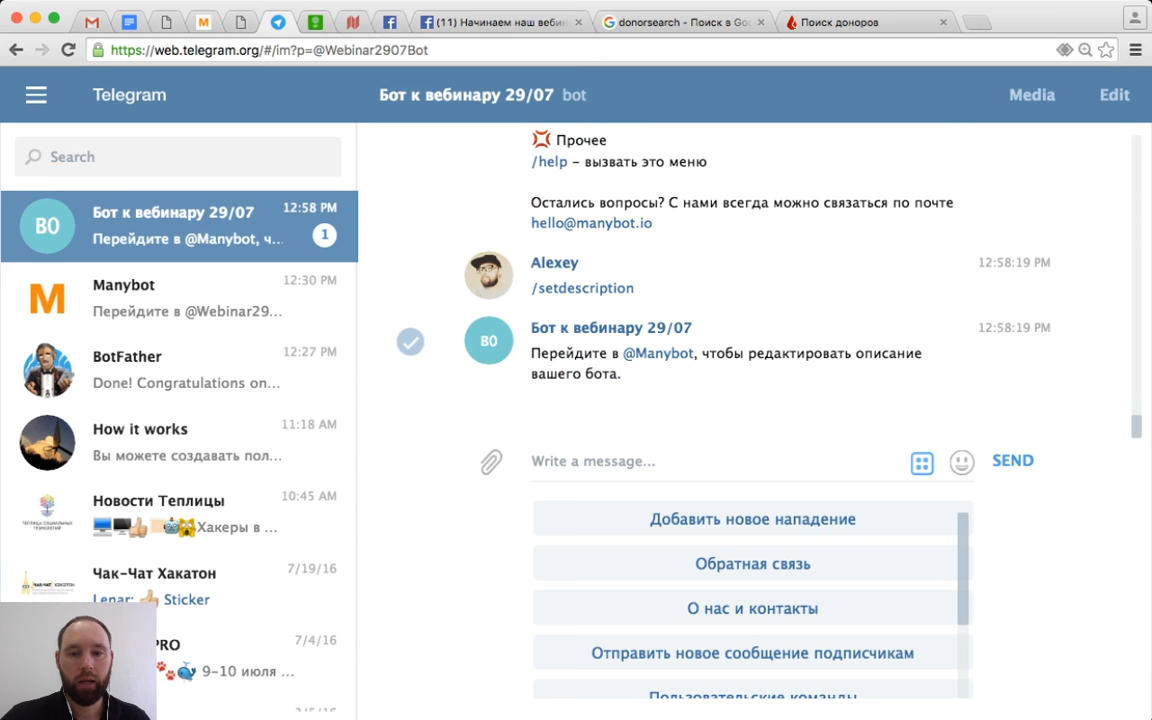 (11) Начинаем наш веби
donorsearch - Поиск в Goo
Поиск доноров
https://web.telegram.org/#/im?p=@Webinar2907Bot
Telegram
Бот к вебинару 29/07 bot
Media
Edit
Search
BO
Бот к вебинару 29/07
12:58 PM
Перейдите в @Manybot, ч...
1
M
Manybot
12:30 PM
Перейдите в @Webinar29...
BotFather
12:27 PM
Done! Congratulations on...
How it works
11:18 AM
Вы можете создавать пол...
Новости Теплицы
10:45 AM
Хакеры в ...
Чак-Чат Хакатон
7/19/16
Lenar: Sticker
PRO
7/4/16
9-10 июля ...
Прочее
/help – вызвать это меню
Остались вопросы? С нами всегда можно связаться по почте
hello@manybot.io
Alexey
12:58:19 PM
/setdescription
BO
Бот к вебинару 29/07
12:58:19 PM
Перейдите в @Manybot, чтобы редактировать описание
вашего бота.
Write a message...
SEND
Добавить новое нападение
Обратная связь
О нас и контакты
Отправить новое сообщение подписчикам
Пользовательские команды